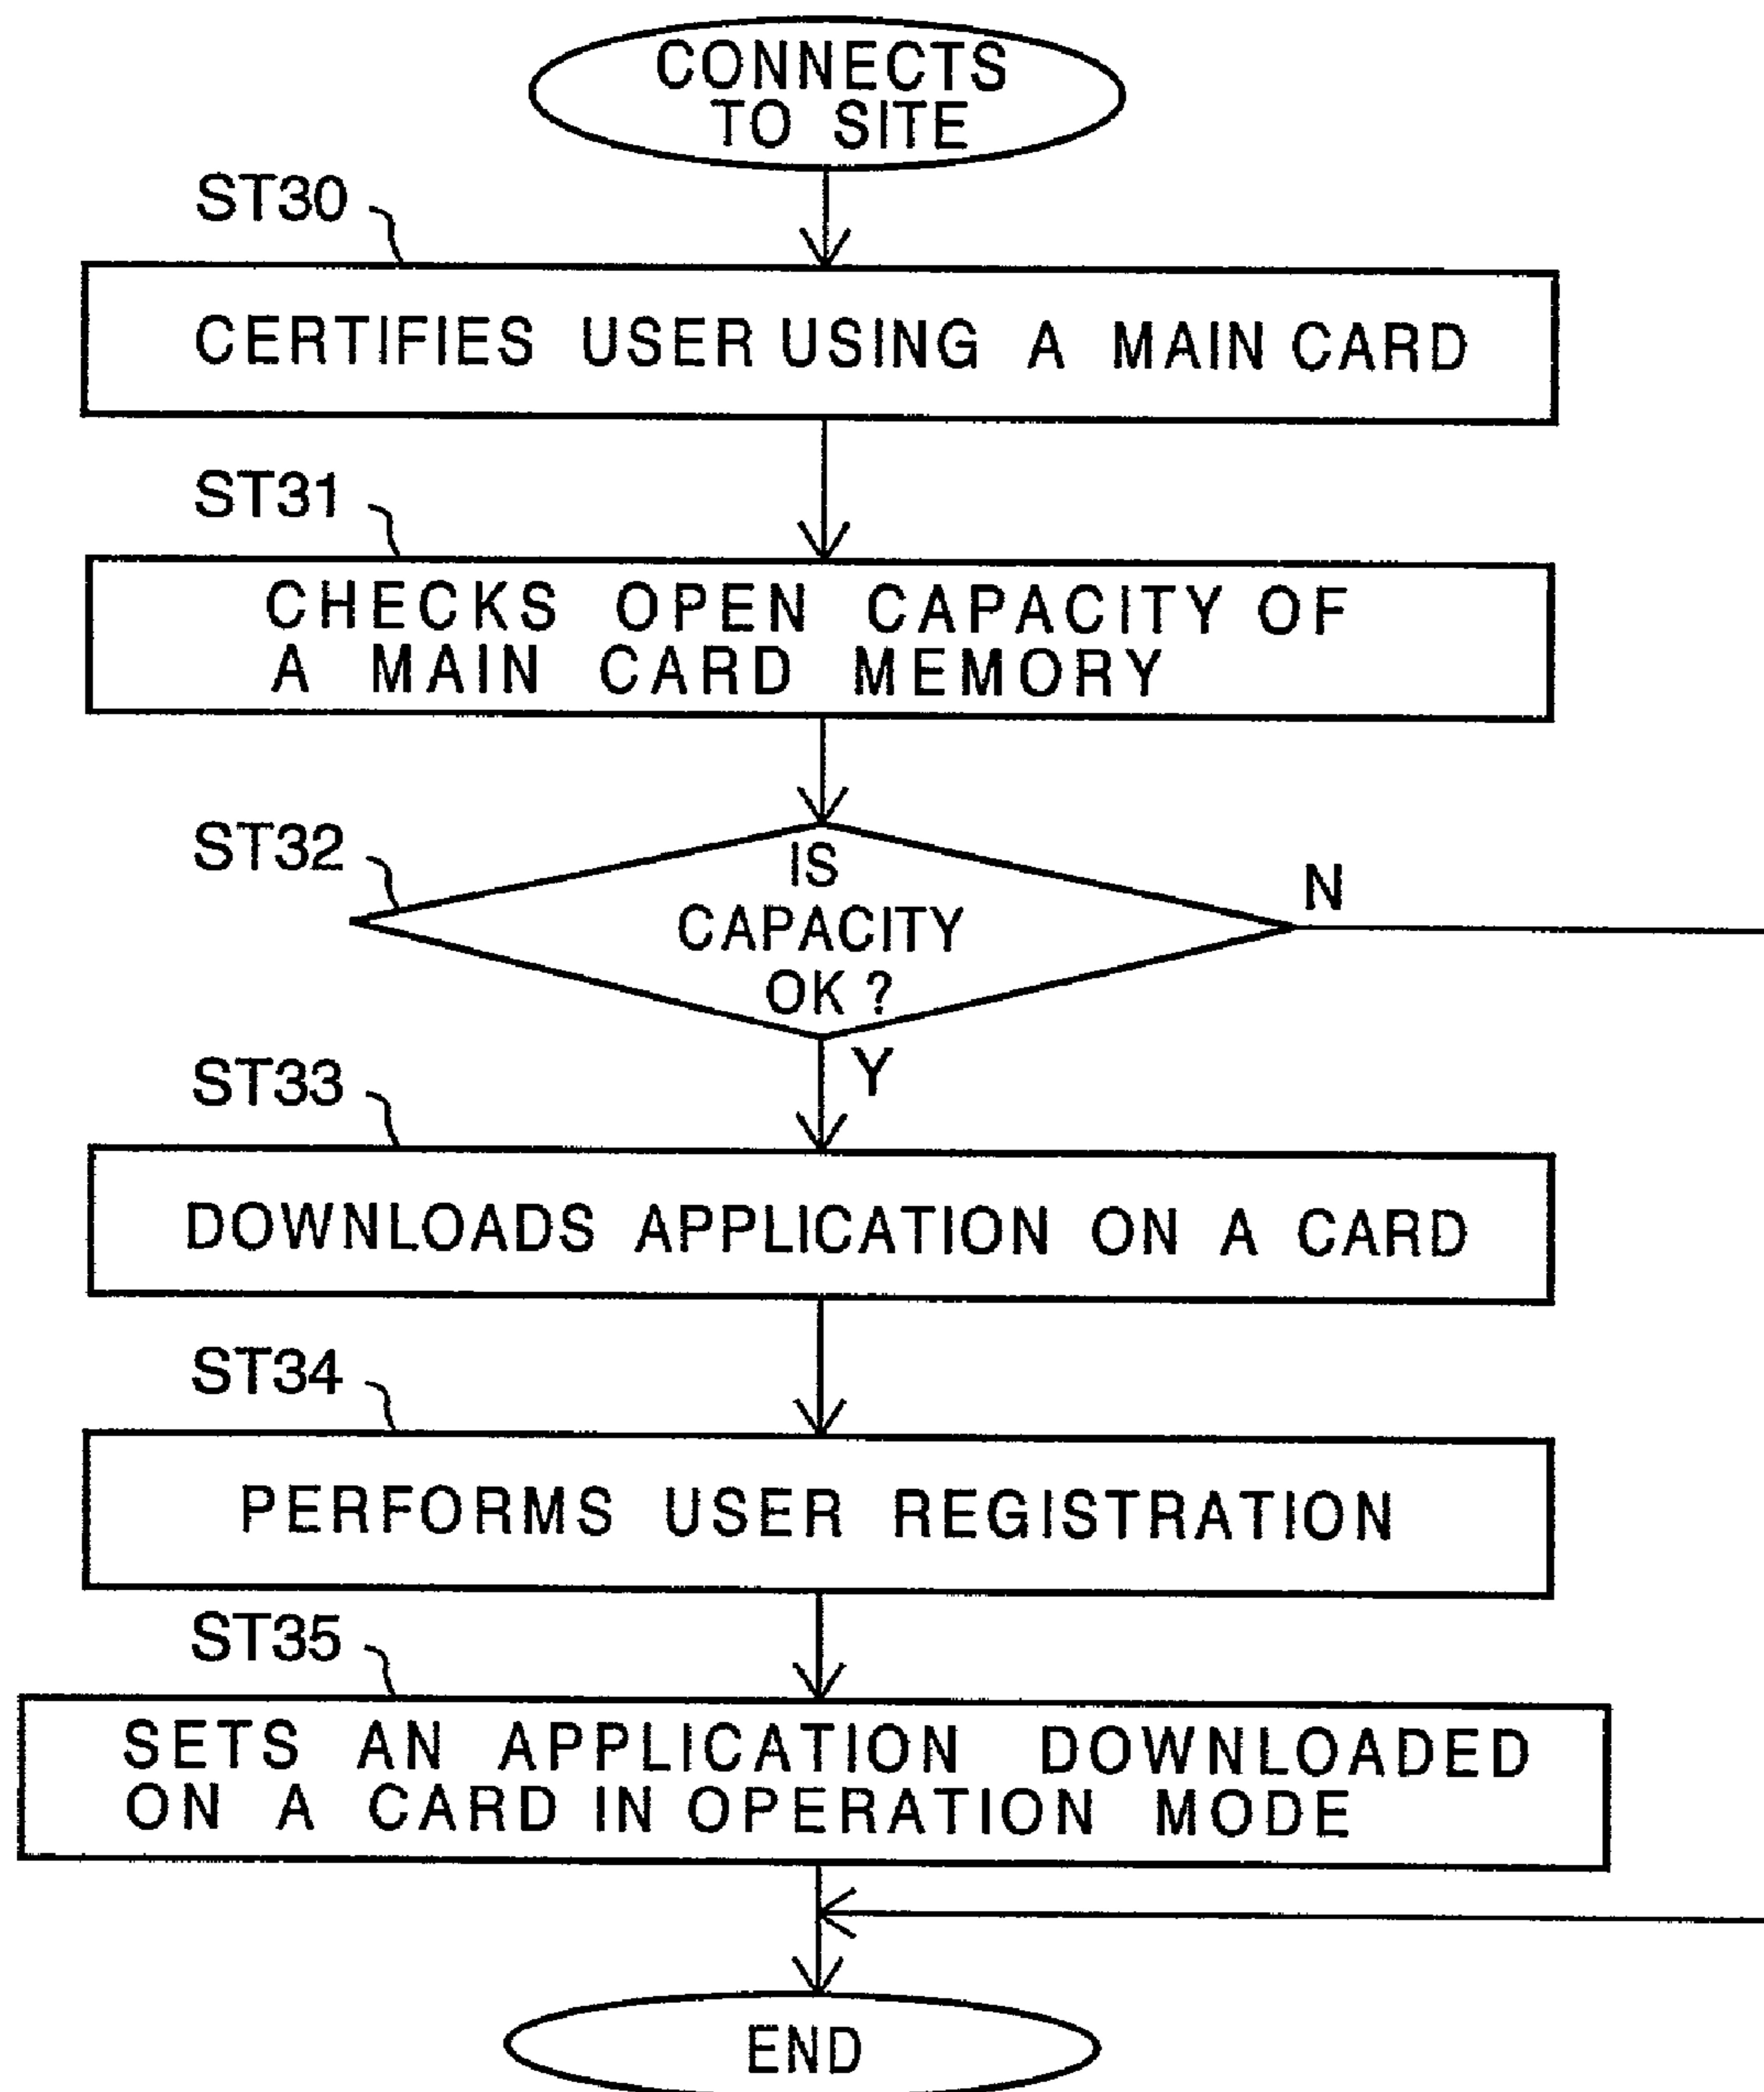 CONNECTS
TO SITE
ST30
CERTIFIES USER USING A MAIN CARD
ST31
CHECKS OPEN CAPACITY OF
A MAIN CARD MEMORY
ST32
IS
CAPACITY
OK ?
N
Y
ST33
DOWNLOADS APPLICATION ON A CARD
ST34
PERFORMS USER REGISTRATION
ST35
SETS AN APPLICATION DOWNLOADED
ON A CARD IN OPERATION MODE
END